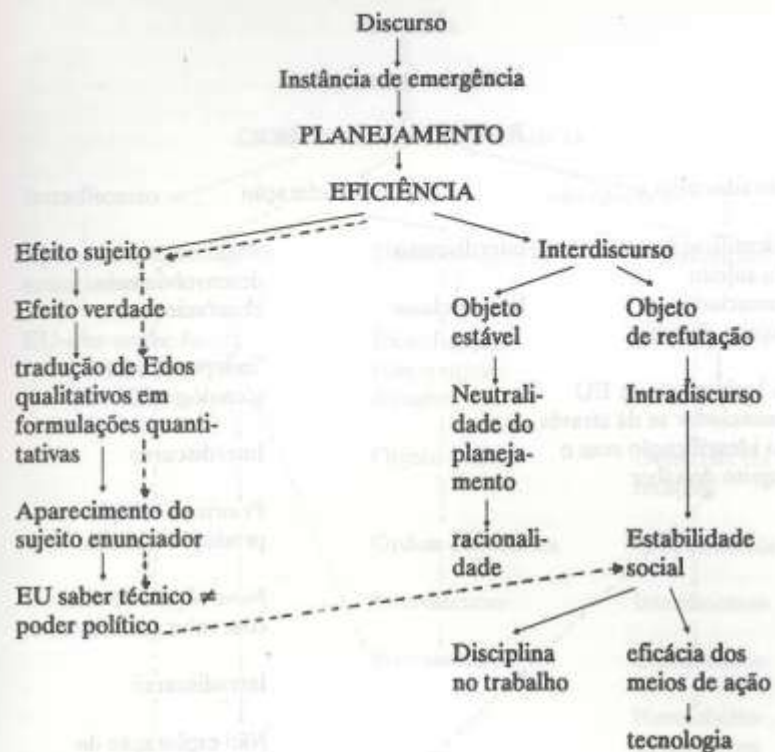 Discurso
Instância de emergência
PLANEJAMENTO
EFICIÊNCIA
Efeito sujeito
Efeito verdade
tradução de Edos
qualitativos em
formulações quanti-
tativas
Aparecimento do
sujeito enunciador
EU saber técnico ≠
poder político
Interdiscurso
Objeto
estável
Neutrali-
dade do
planeja-
mento
racionali-
dade
Objeto
de refutação
Intradiscurso
Estabilidade
social
Disciplina
no trabalho
eficácia dos
meios de ação
tecnologia